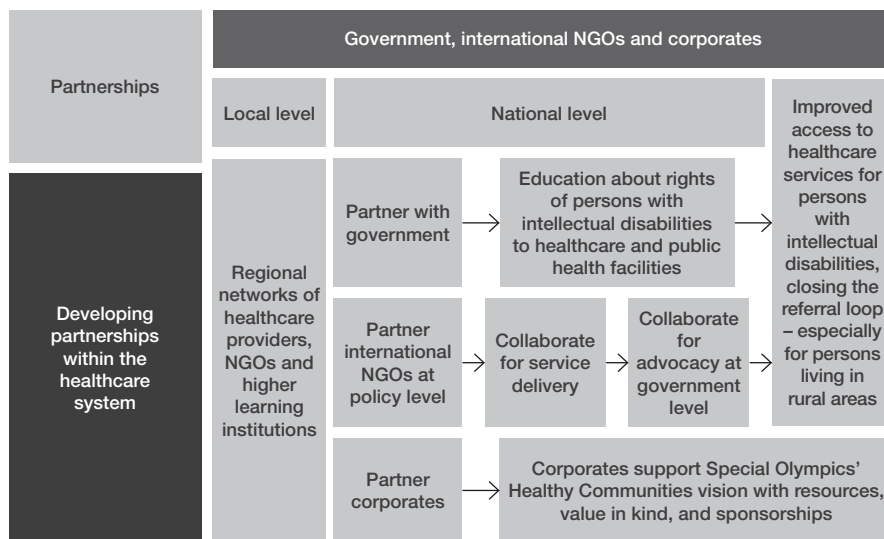 Government, international NGOs and corporates
Partnerships
Local level
National level
Improved
access to
healthcare
services for
persons
with
intellectual
disabilities,
closing the
referral loop
– especially
for persons
living in
rural areas
Developing
partnerships
within the
healthcare
system
Regional
networks of
healthcare
providers,
NGOs and
higher
learning
institutions
Partner with
government
Education about rights
of persons with
intellectual disabilities
to healthcare and public
health facilities
Partner
international
NGOs at
policy level
Collaborate
for service
delivery
Collaborate
for
advocacy at
government
level
Partner
corporates
Corporates support Special Olympics’
Healthy Communities vision with resources,
value in kind, and sponsorships